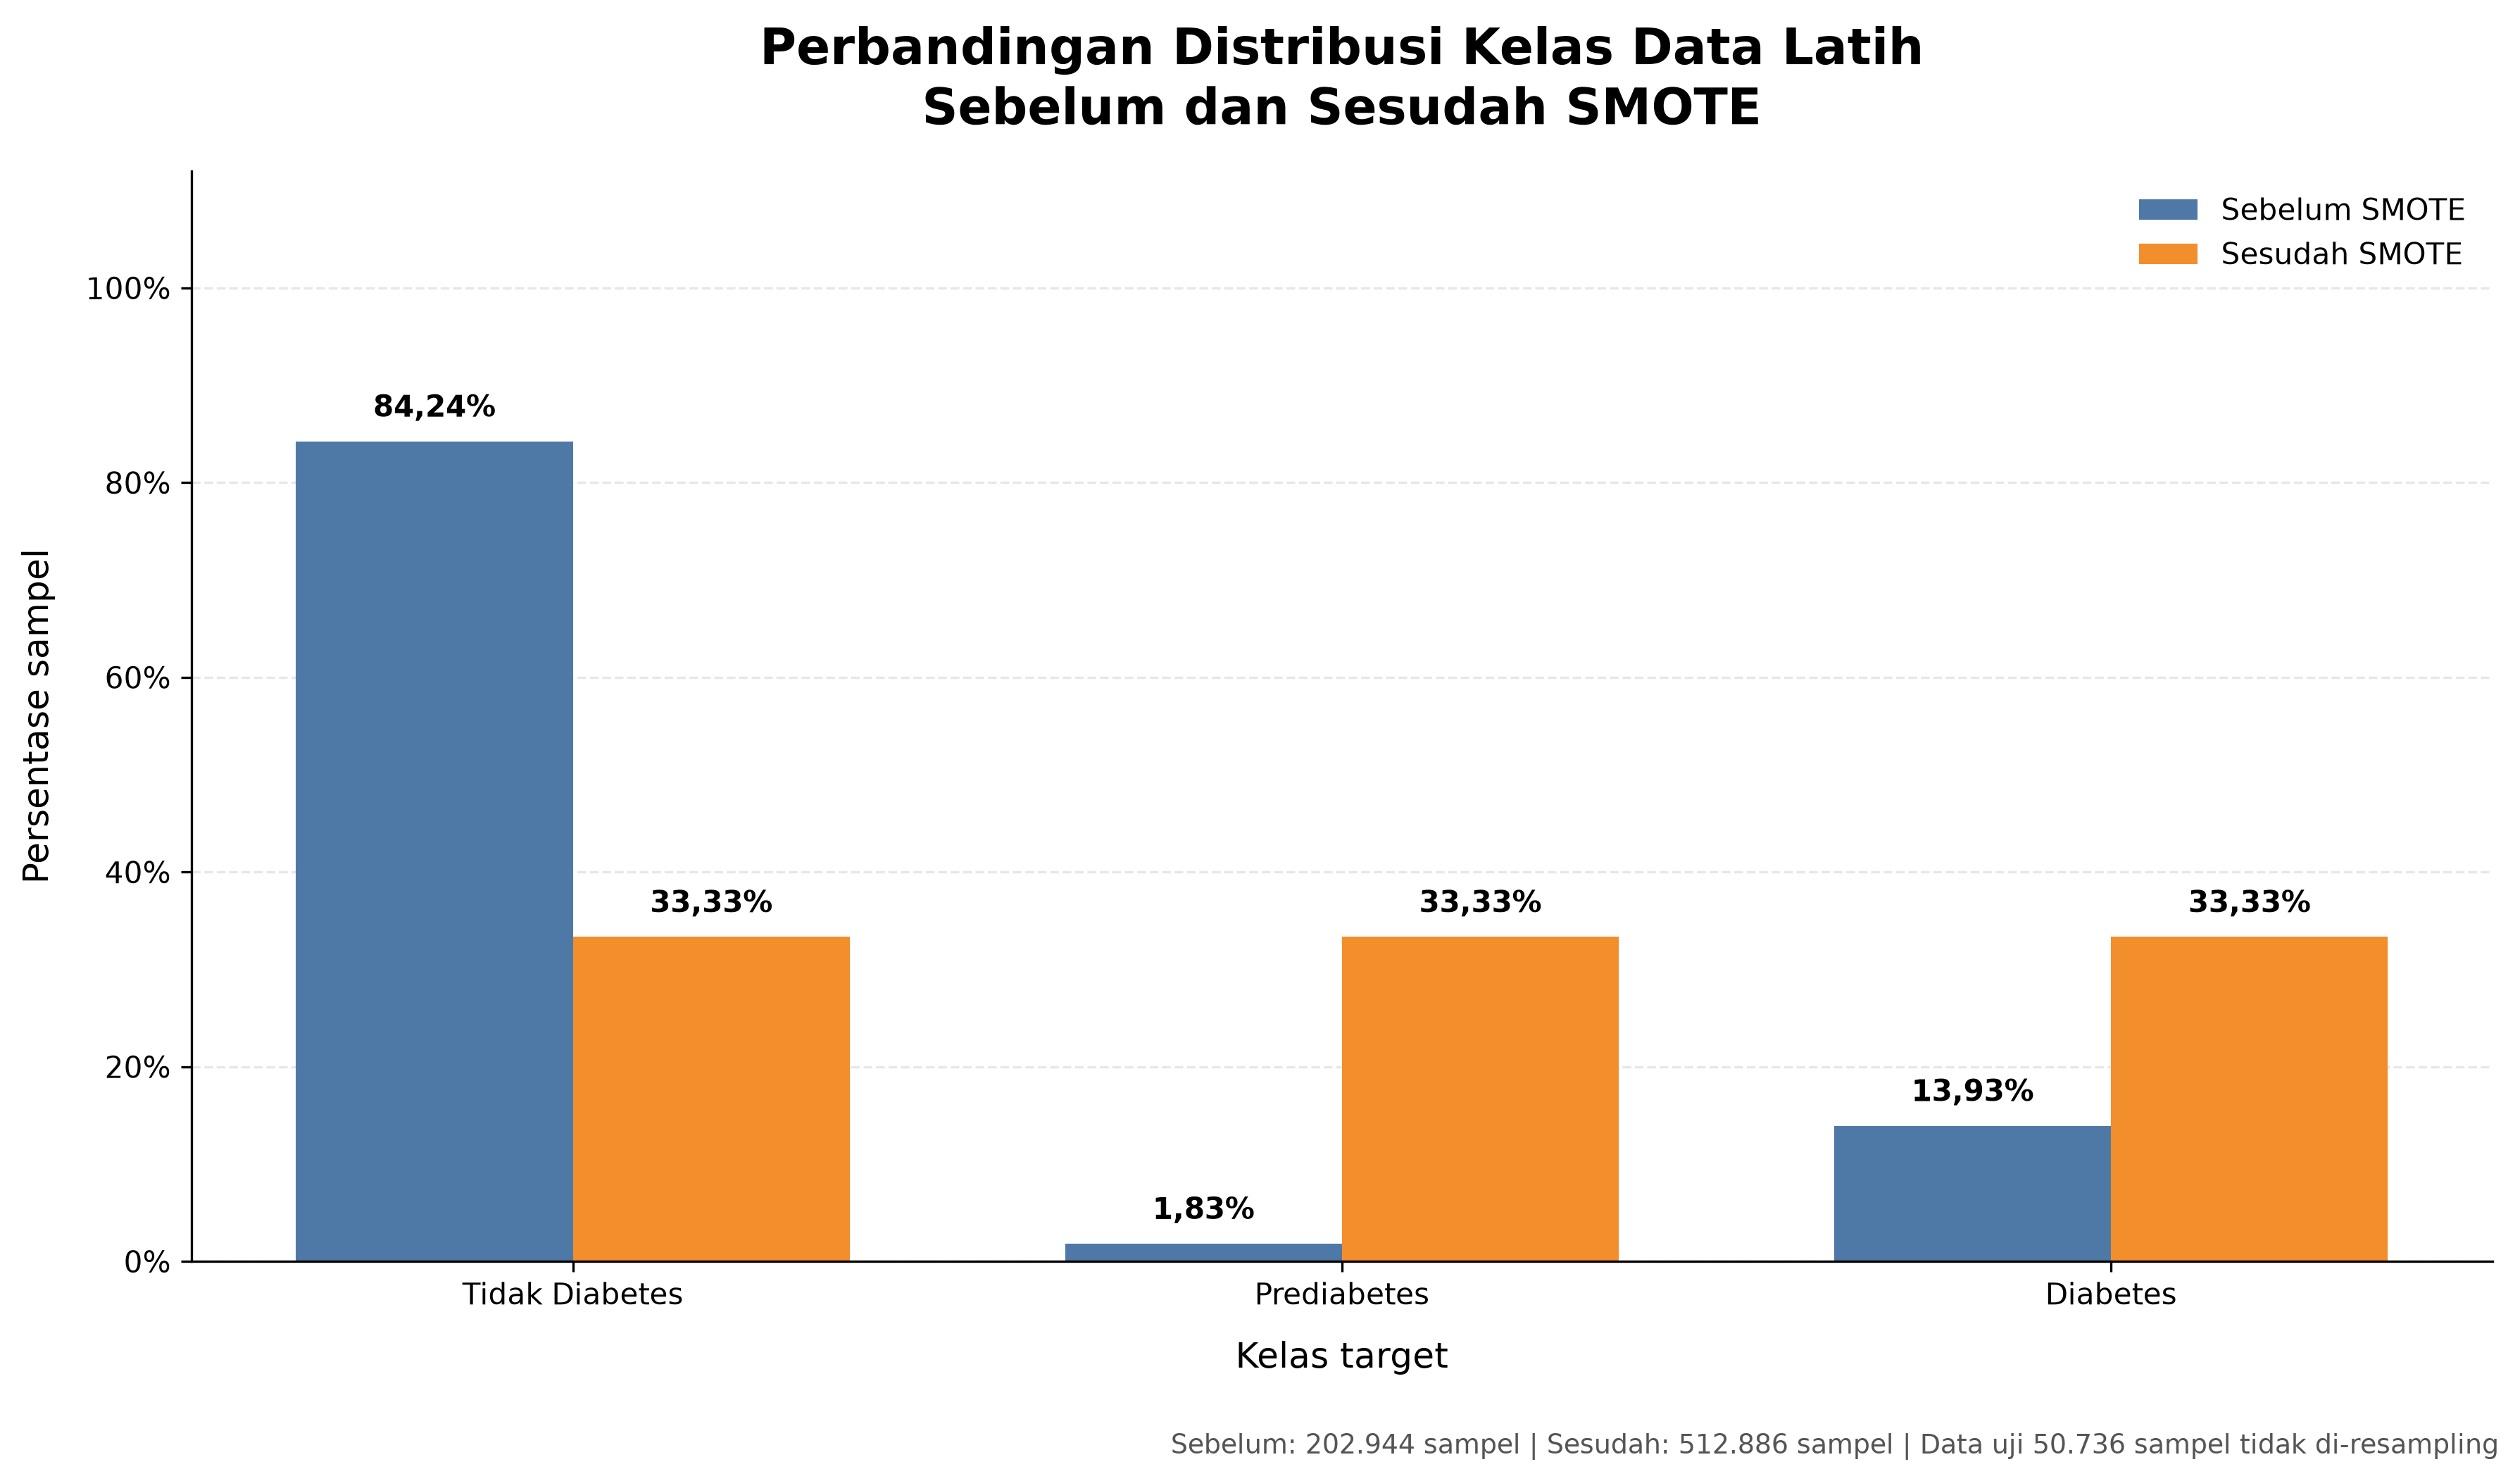 Perbandingan Distribusi Kelas Data Latih
Sebelum dan Sesudah SMOTE
Sebelum SMOTE
Sesudah SMOTE
Persentase sampel
100%
80%
60%
40%
20%
0%
84,24%
33,33%
1,83%
33,33%
13,93%
33,33%
Tidak Diabetes
Prediabetes
Diabetes
Kelas target
Sebelum: 202.944 sampel | Sesudah: 512.886 sampel | Data uji 50.736 sampel tidak di-resampling